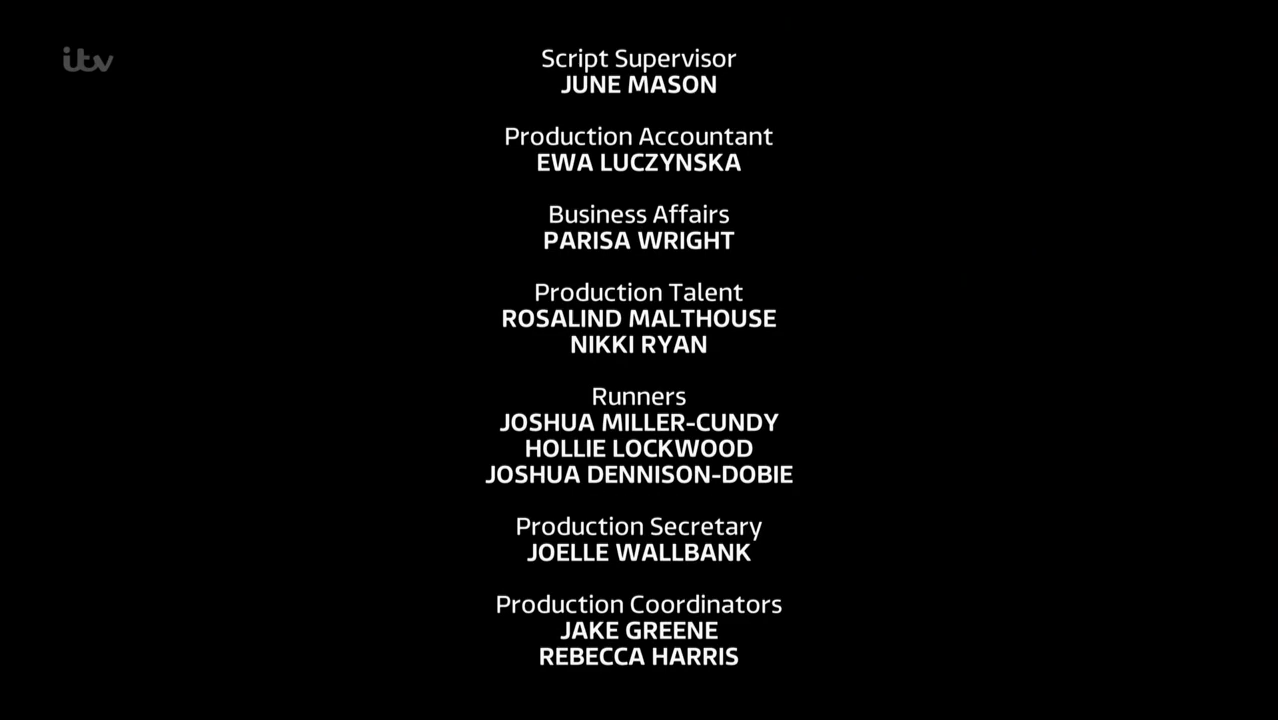 itv
Script Supervisor
JUNE MASON
Production Accountant
EWA LUCZYNSKA
Business Affairs
PARISA WRIGHT
Production Talent
ROSALIND MALTHOUSE
NIKKI RYAN
Runners
JOSHUA MILLER-CUNDY
HOLLIE LOCKWOOD
JOSHUA DENNISON-DOBIE
Production Secretary
JOELLE WALLBANK
Production Coordinators
JAKE GREENE
REBECCA HARRIS